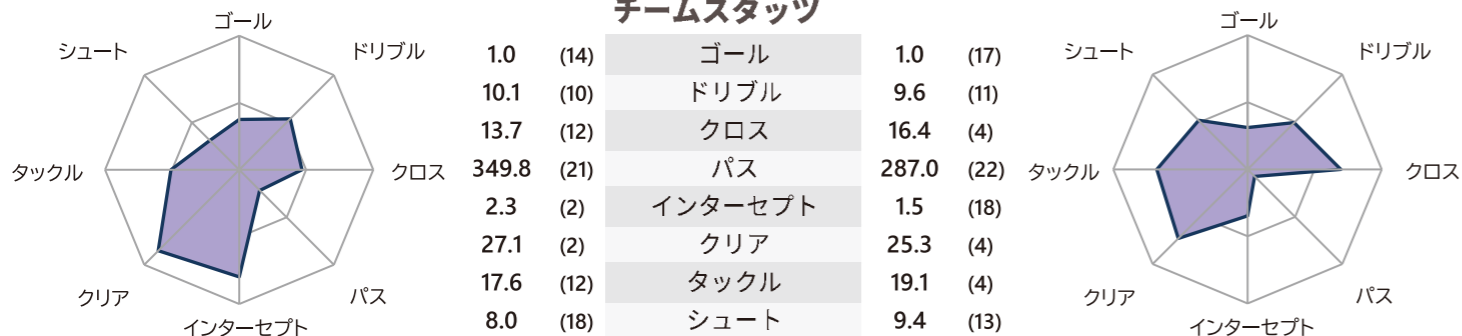 チームスタッツ
ゴール
シュート
ドリブル
タックル
クロス
クリア
パス
インターセプト
1.0 (14) ゴール 1.0 (17)
10.1 (10) ドリブル 9.6 (11)
13.7 (12) クロス 16.4 (4)
349.8 (21) パス 287.0 (22)
2.3 (2) インターセプト 1.5 (18)
27.1 (2) クリア 25.3 (4)
17.6 (12) タックル 19.1 (4)
8.0 (18) シュート 9.4 (13)
ゴール
シュート
ドリブル
タックル
クロス
クリア
パス
インターセプト